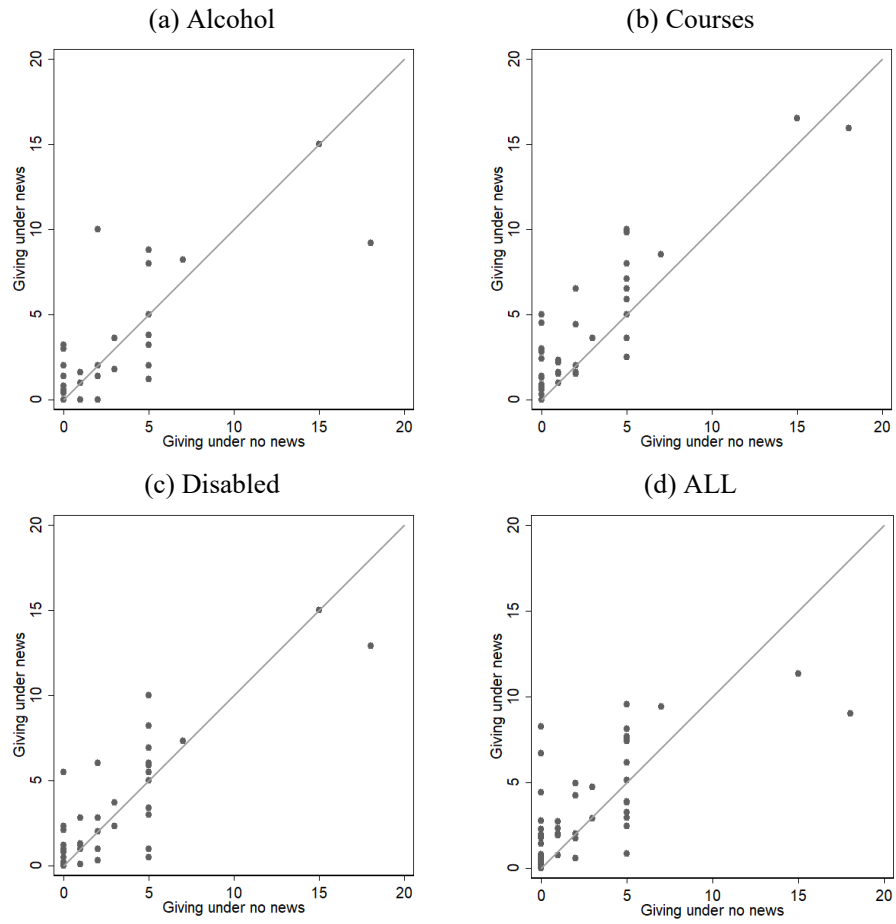 (a) Alcohol
20
15
10
5
0
Giving under news
0 5 10 15 20
Giving under no news
(b) Courses
20
15
10
5
0
Giving under news
0 5 10 15 20
Giving under no news
(c) Disabled
20
15
10
5
0
Giving under news
0 5 10 15 20
Giving under no news
(d) ALL
20
15
10
5
0
Giving under news
0 5 10 15 20
Giving under no news